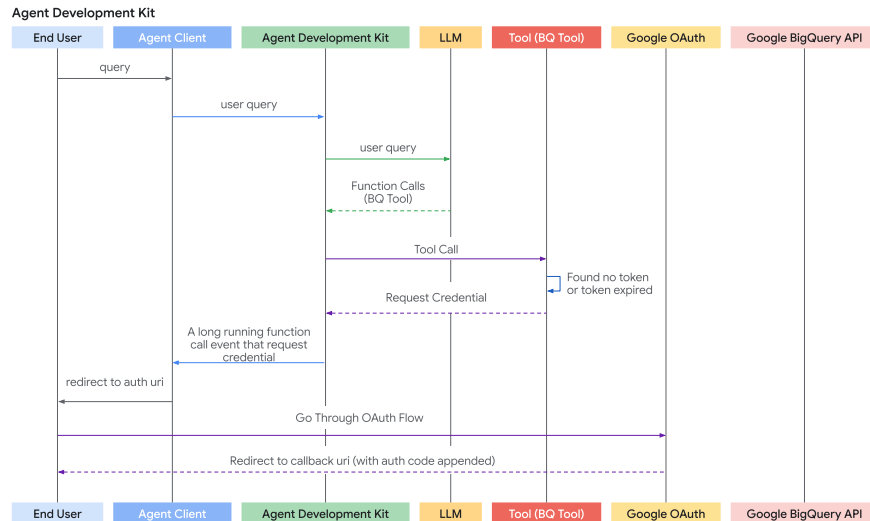 Agent Development Kit
End User
Agent Client
Agent Development Kit
LLM
Tool (BQ Tool)
Google OAuth
Google BigQuery API
query
user query
user query
Function Calls
(BQ Tool)
Tool Call
Found no token
or token expired
Request Credential
A long running function
call event that request
credential
redirect to auth uri
Go Through OAuth Flow
Redirect to callback uri (with auth code appended)
End User
Agent Client
Agent Development Kit
LLM
Tool (BQ Tool)
Google OAuth
Google BigQuery API